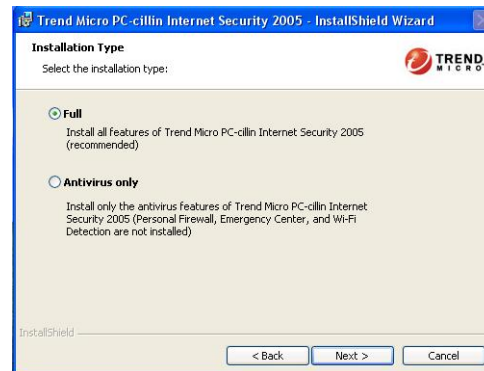 Trend Micro PC-cillin Internet Security 2005 - InstallShield Wizard
Installation Type
Select the installation type:
TREND
MICRO
Full
Install all features of Trend Micro PC-cillin Internet Security 2005
(recommended)
Antivirus only
Install only the antivirus features of Trend Micro PC-cillin Internet
Security 2005 (Personal Firewall, Emergency Center, and Wi-Fi
Detection are not installed)
InstallShield
< Back
Next >
Cancel